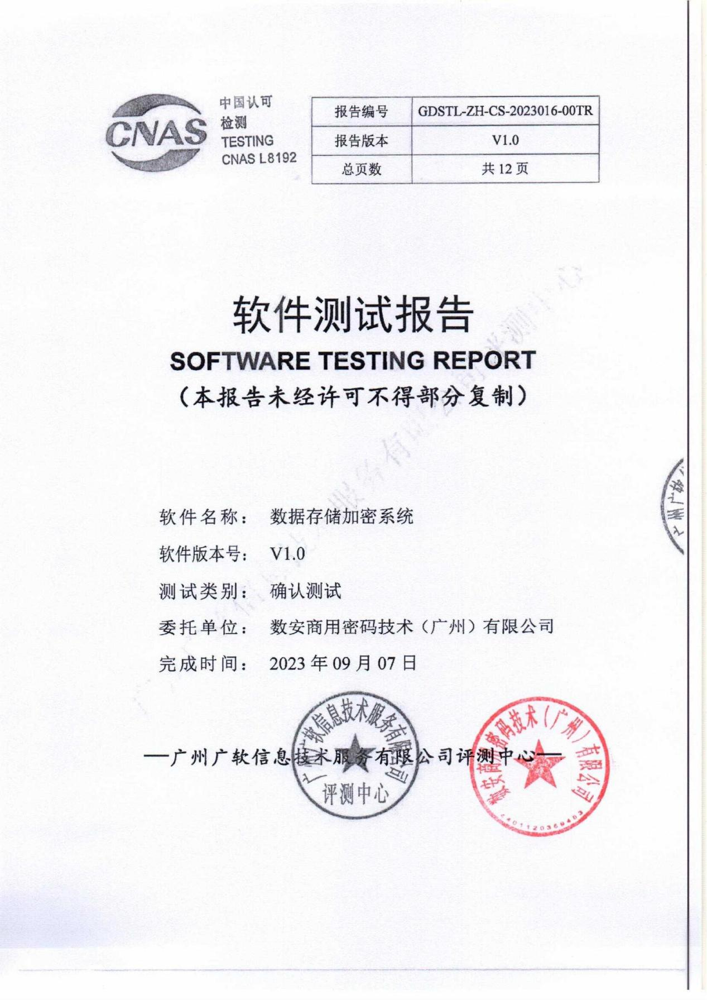 CNAS
中国认可
检测
TESTING
CNAS L8192
报告编号 GDSTL-ZH-CS-2023016-00TR
报告版本 V1.0
总页数 共 12 页
软件测试报告
SOFTWARE TESTING REPORT
（本报告未经许可不得部分复制）
软件名称： 数据存储加密系统
软件版本号： V1.0
测试类别： 确认测试
委托单位： 数安商用密码技术（广州）有限公司
完成时间： 2023 年 09 月 07 日
—广州广软信息技术服务有限公司评测中心—
广州广软信息技术服务有限公司
评测中心
数安商用密码技术（广州）有限公司
4401120369483
州广软